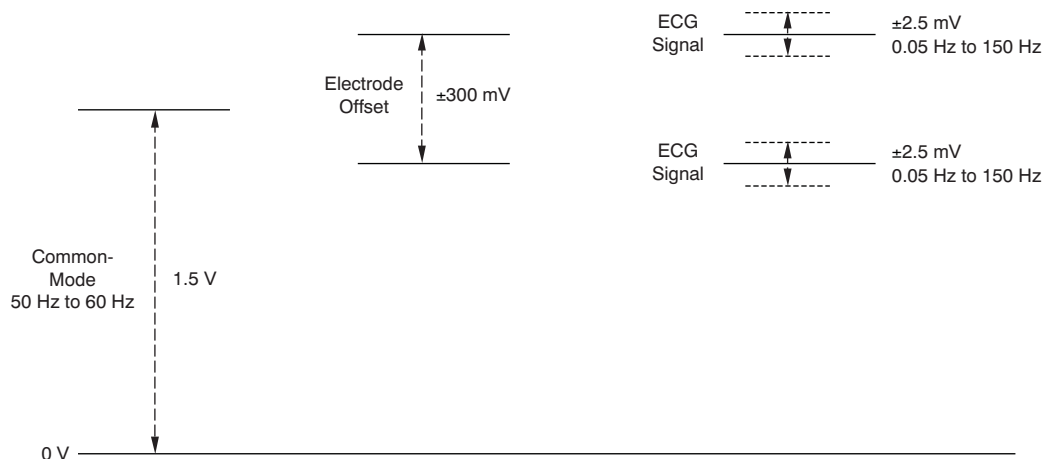 ECG
Signal
±2.5 mV
0.05 Hz to 150 Hz
Electrode
Offset
±300 mV
ECG
Signal
±2.5 mV
0.05 Hz to 150 Hz
Common-
Mode
50 Hz to 60 Hz
1.5 V
0 V